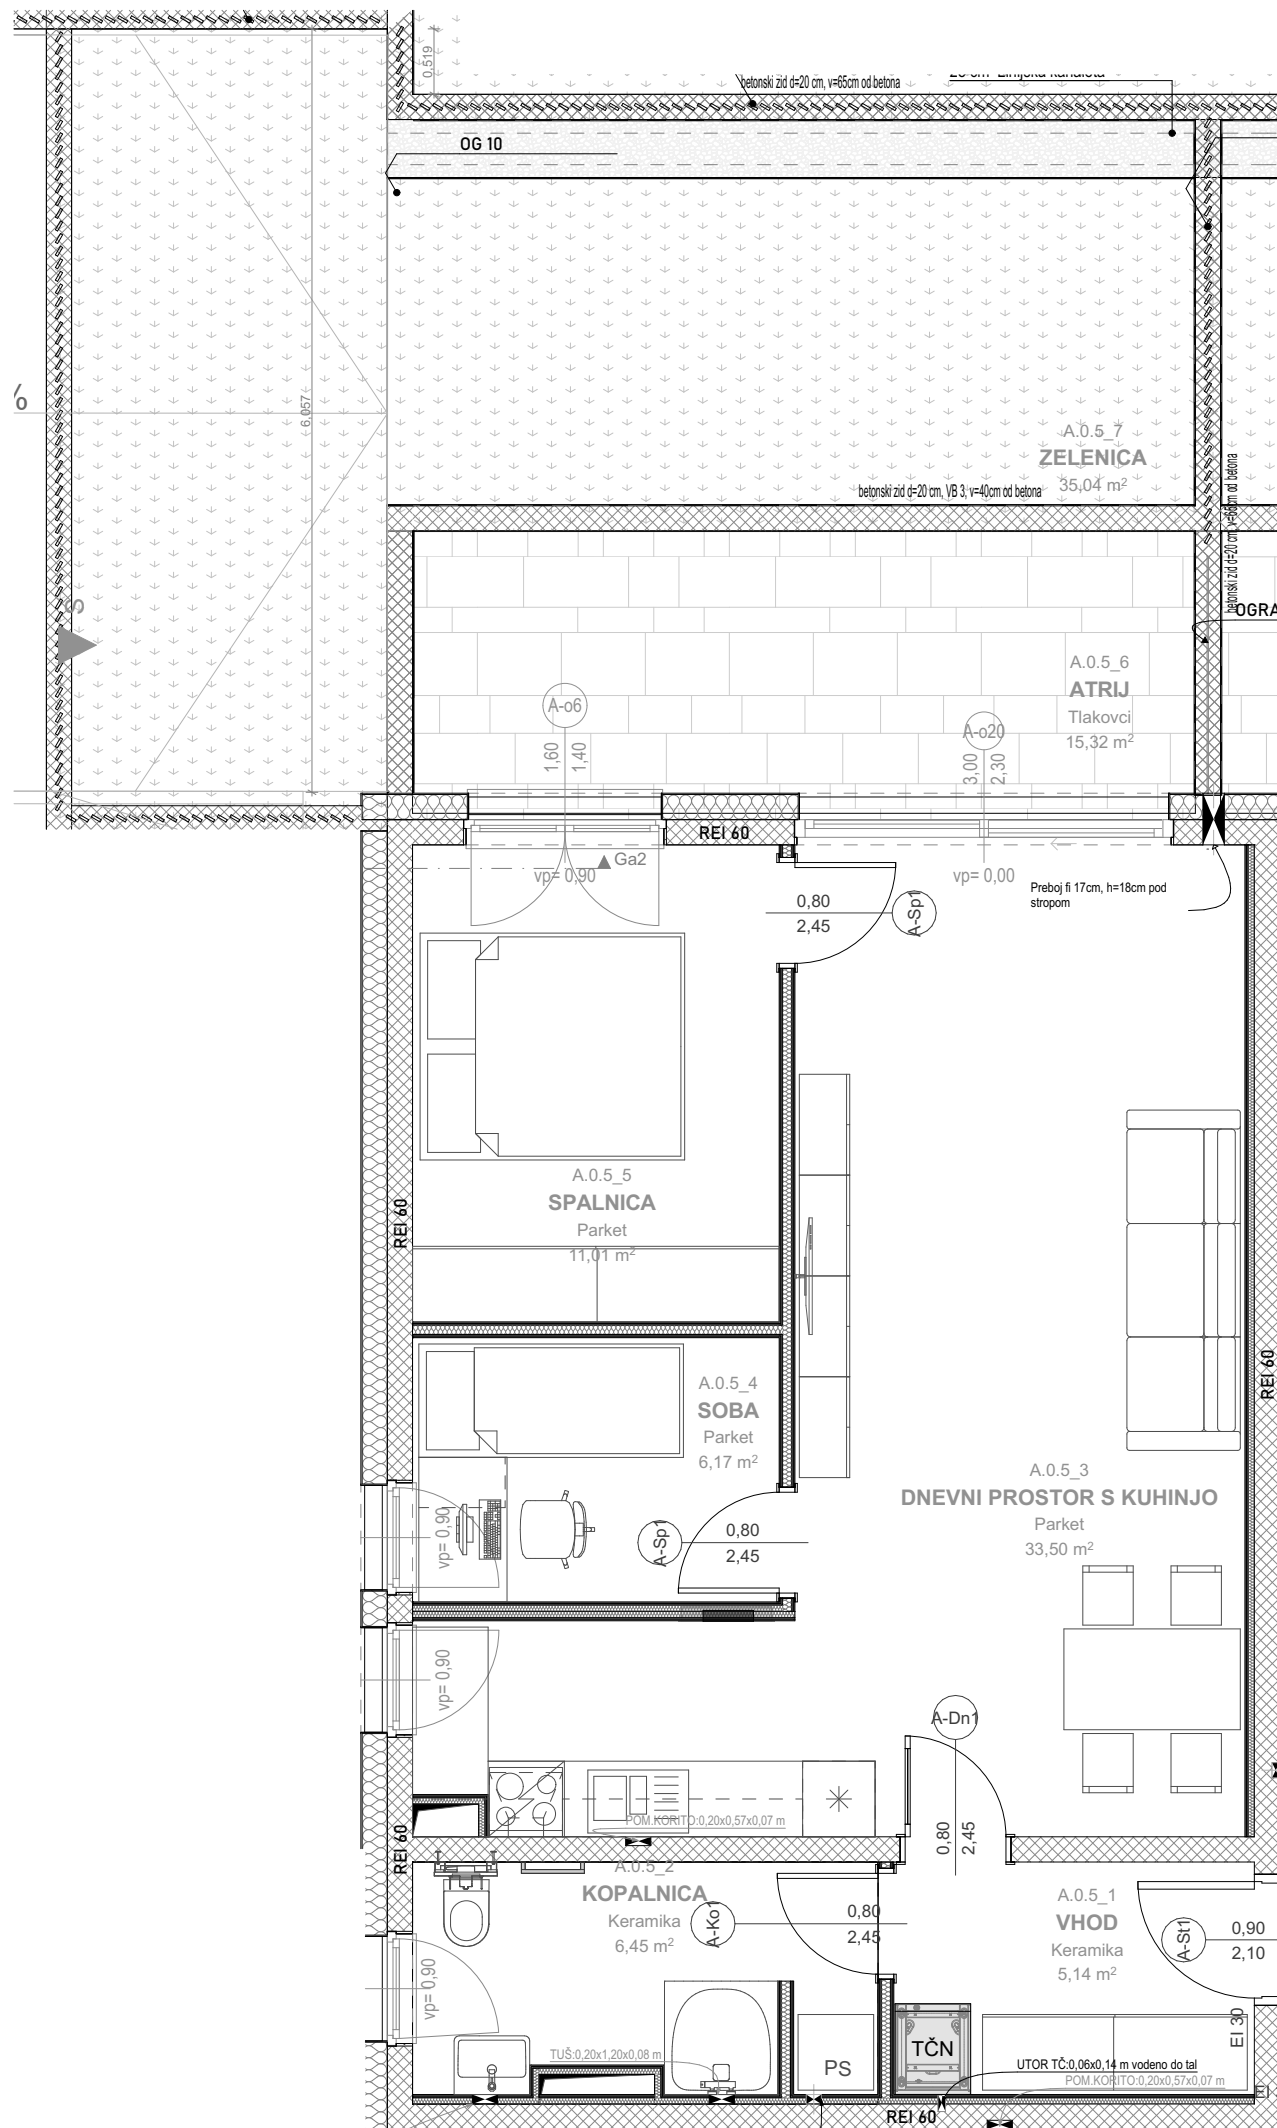 0,519
betonski zid d=20 cm, v=65cm od betona
OG 10
%
6,057
A.0.5_7
ZELENICA
35,04 m²
betonski zid d=20 cm, VB 3, v=40cm od betona
betonski zid d=20 cm, v=65cm od betona
OGRA
S
A.0.5_6
ATRIJ
Tlakovci
15,32 m²
A-o6
1,60
1,40
A-o20
3,00
2,30
REI 60
Ga2
vp= 0,90
vp= 0,00
Preboj fi 17cm, h=18cm pod
stropom
0,80
2,45
A-Sp1
A.0.5_5
SPALNICA
Parket
11,01 m²
REI 60
A.0.5_4
SOBA
Parket
6,17 m²
REI 60
A.0.5_3
DNEVNI PROSTOR S KUHINJO
Parket
33,50 m²
vp= 0,90
A-Sp1
0,80
2,45
vp= 0,90
A-Dn1
0,80
2,45
POM.KORITO:0,20x0,57x0,07 m
REI 60
A.0.5_2
KOPALNICA
Keramika
6,45 m²
A-Ko1
0,80
2,45
A.0.5_1
VHOD
Keramika
5,14 m²
A-St1
0,90
2,10
EI 30
vp= 0,90
TUŠ:0,20x1,20x0,08 m
PS
TČN
UTOR TČ:0,06x0,14 m vodeno do tal
POM.KORITO:0,20x0,57x0,07 m
REI 60